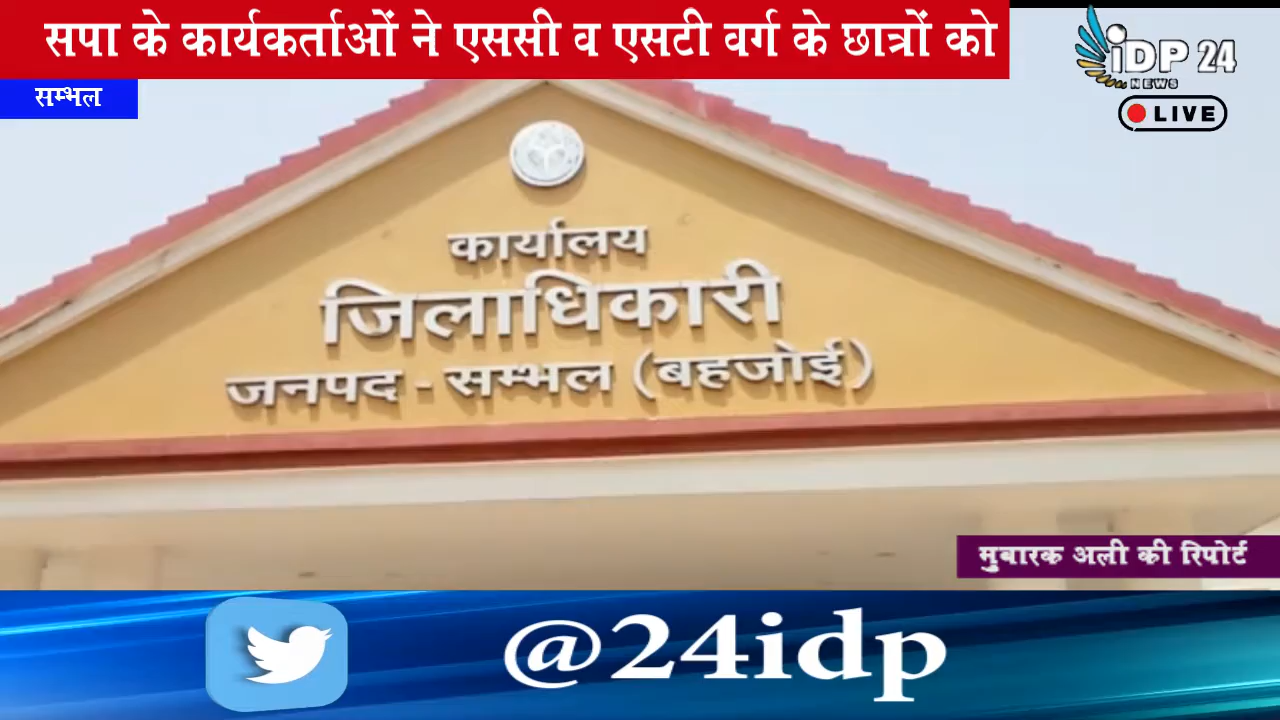 सपा के कार्यकर्ताओं ने एससी व एसटी वर्ग के छात्रों को
iDP 24
NEWS
LIVE
सम्भल
कार्यालय
जिलाधिकारी
जनपद - सम्भल (बहजोई)
मुबारक अली की रिपोर्ट
@24idp